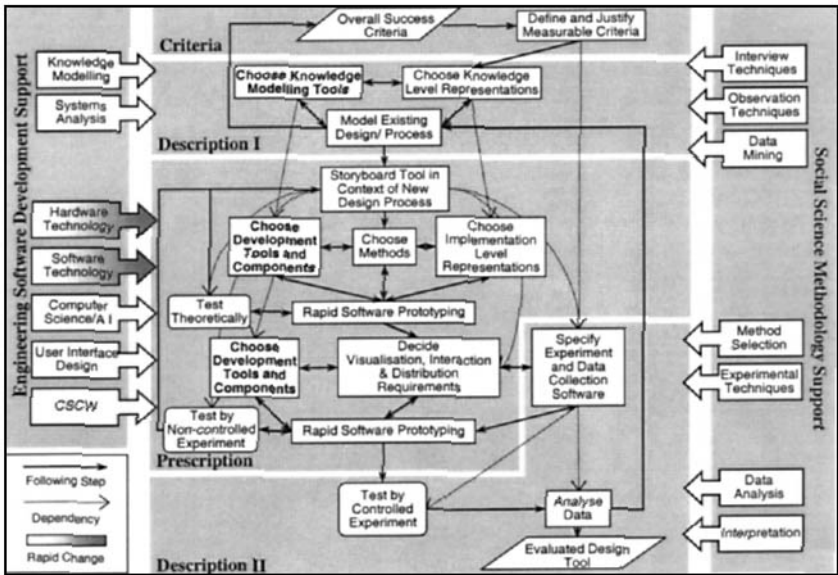 Overall Success
Criteria
Define and Justify
Measurable Criteria
Criteria
Engineering Software Development Support
Knowledge
Modelling
Systems
Analysis
Hardware
Technology
Software
Technology
Computer
Science/A I
User Interface
Design
CSCW
Choose Knowledge
Modelling Tools
Choose Knowledge
Level Representations
Model Existing
Design/ Process
Description I
Storyboard Tool in
Context of New
Design Process
Choose
Development
Tools and
Components
Choose
Methods
Choose
Implementation
Level
Representations
Test
Theoretically
Rapid Software Prototyping
Choose
Development
Tools and
Components
Decide
Visualisation, Interaction
& Distribution
Requirements
Specify
Experiment
and Data
Collection
Software
Test by
Non-controlled
Experiment
Rapid Software Prototyping
Prescription
Test by
Controlled
Experiment
Analyse
Data
Evaluated Design
Tool
Description II
Interview
Techniques
Observation
Techniques
Data
Mining
Method
Selection
Experimental
Techniques
Data
Analysis
Interpretation
Social Science Methodology Support
Following Step
Dependency
Rapid Change